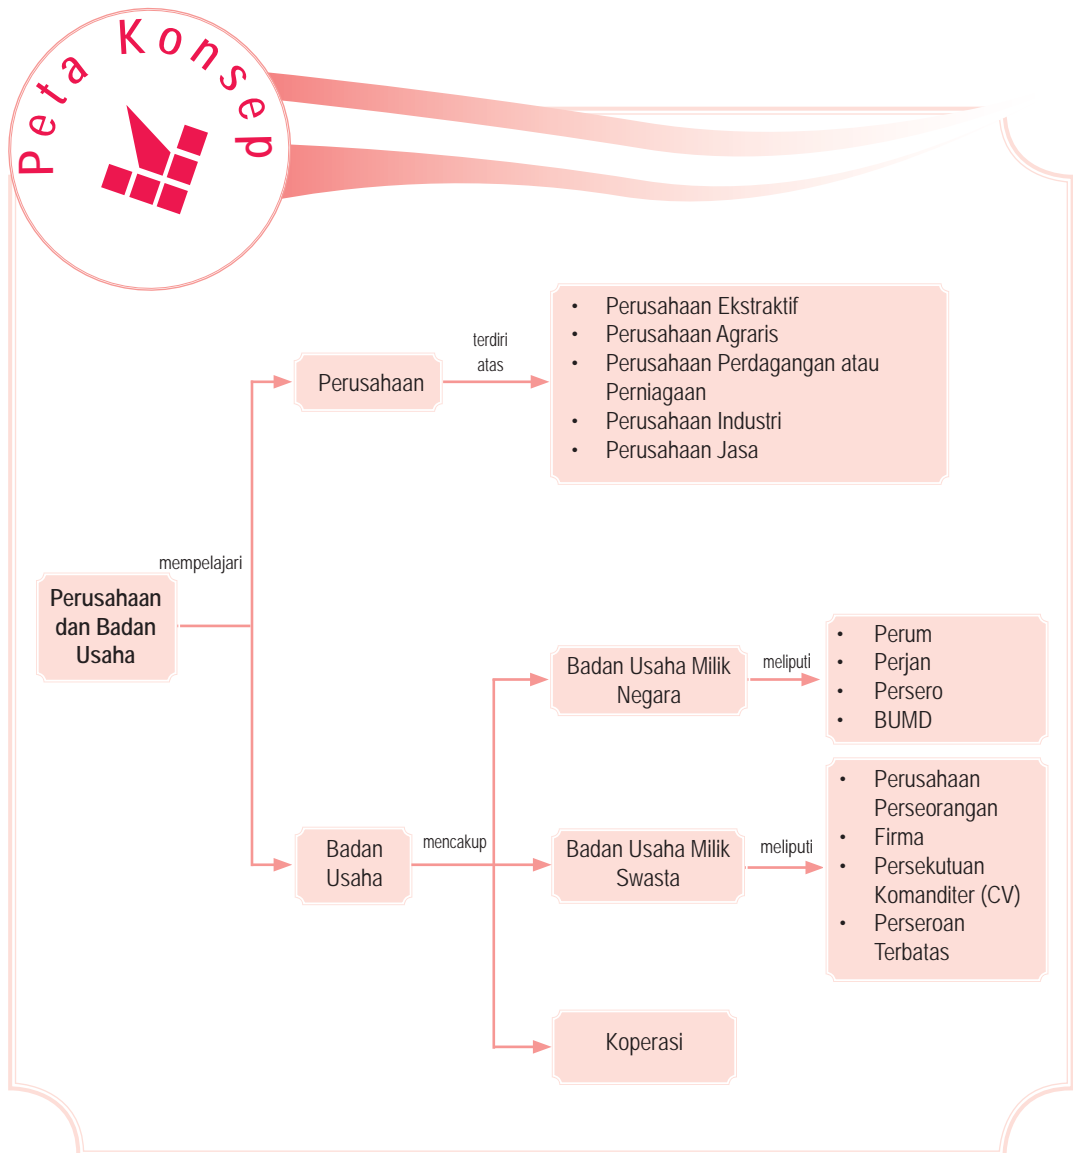 Peta Konsep
• Perusahaan Ekstraktif
• Perusahaan Agraris
• Perusahaan Perdagangan atau
Perniagaan
• Perusahaan Industri
• Perusahaan Jasa
terdiri
atas
Perusahaan
mempelajari
Perusahaan
dan Badan
Usaha
Badan Usaha Milik
Negara
meliputi
• Perum
• Perjan
• Persero
• BUMD
Badan
Usaha
mencakup
Badan Usaha Milik
Swasta
meliputi
• Perusahaan
Perseorangan
• Firma
• Persekutuan
Komanditer (CV)
• Perseroan
Terbatas
Koperasi